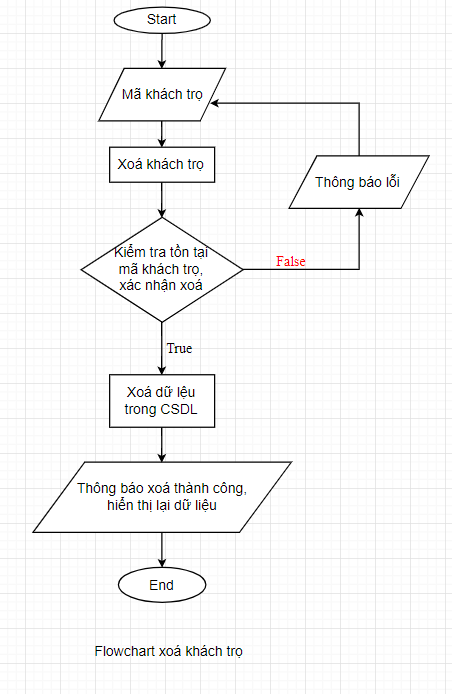 Start
Mã khách trọ
Xoá khách trọ
Thông báo lỗi
Kiểm tra tồn tại
mã khách trọ,
xác nhận xoá
False
True
Xoá dữ lệu
trong CSDL
Thông báo xoá thành công,
hiển thị lại dữ liệu
End
Flowchart xoá khách trọ